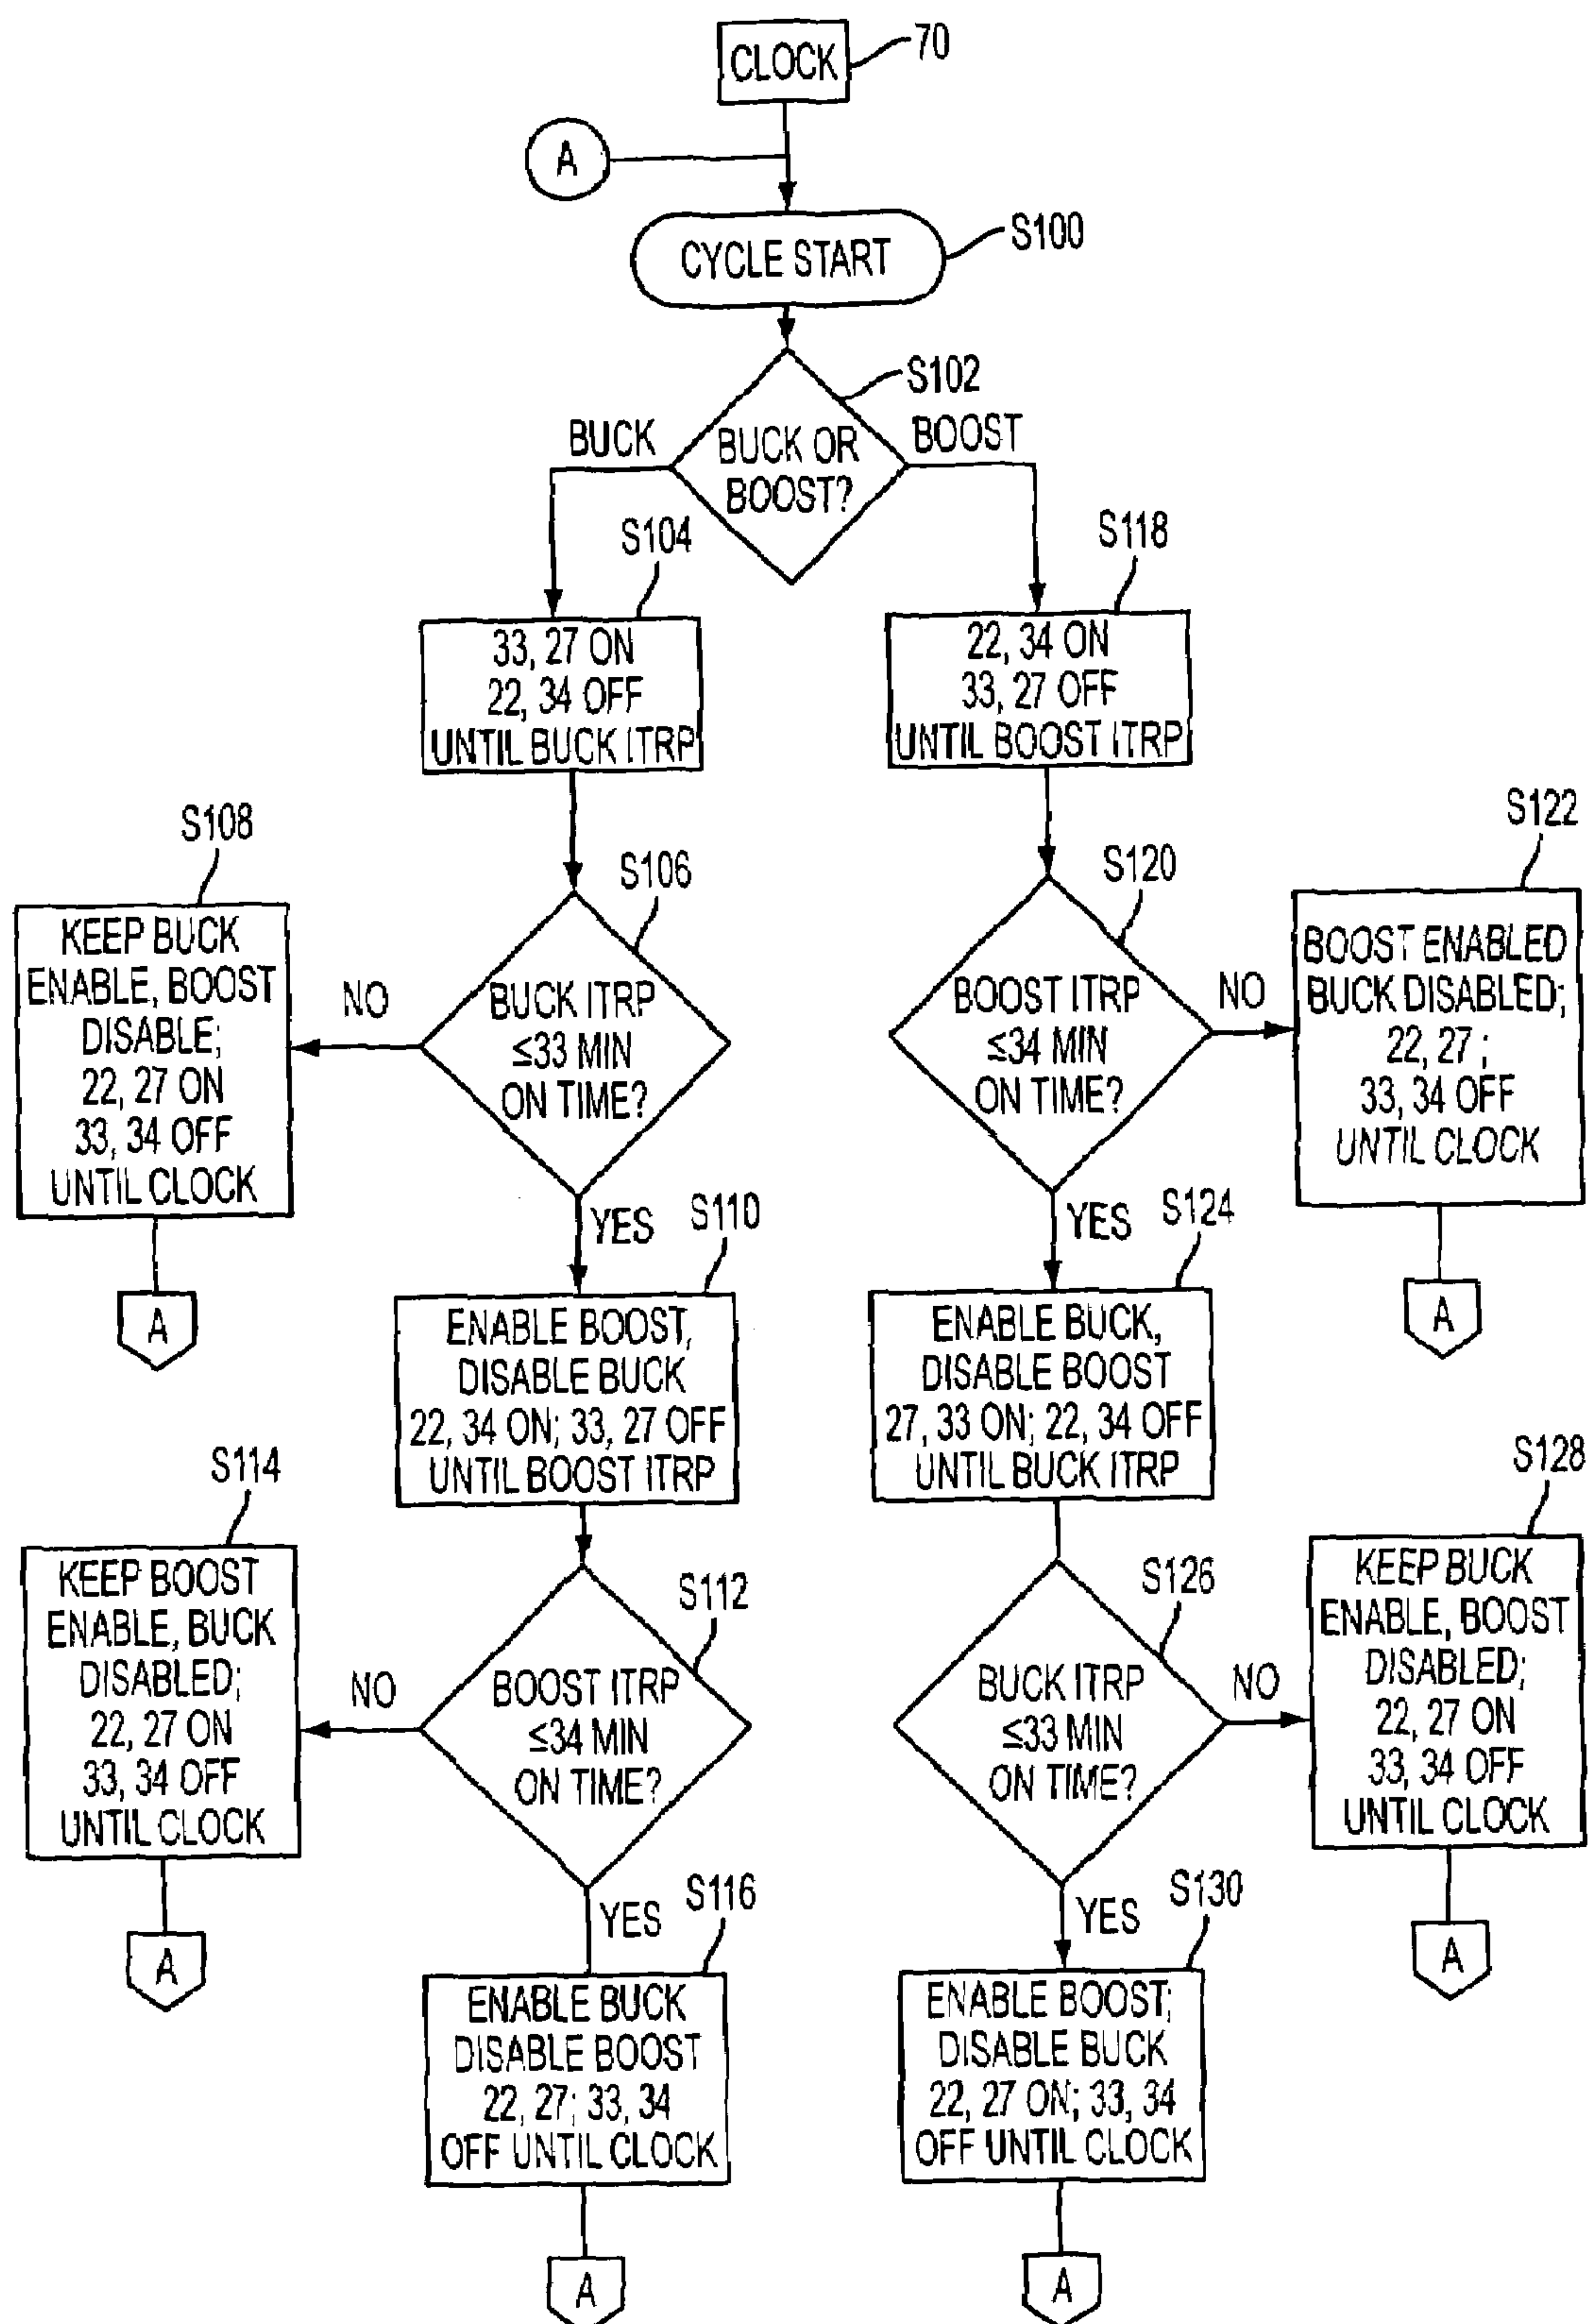 CLOCK
70
A
CYCLE START
S100
S102
BUCK
BUCK OR
BOOST?
BOOST
S104
33, 27 ON
22, 34 OFF
UNTIL BUCK ITRP
S118
22, 34 ON
33, 27 OFF
UNTIL BOOST ITRP
S108
KEEP BUCK
ENABLE, BOOST
DISABLE;
22, 27 ON
33, 34 OFF
UNTIL CLOCK
A
NO
S106
BUCK ITRP
≤33 MIN
ON TIME?
YES
S120
BOOST ITRP
≤34 MIN
ON TIME?
YES
NO
S122
BOOST ENABLED
BUCK DISABLED;
22, 27 ;
33, 34 OFF
UNTIL CLOCK
A
S110
ENABLE BOOST,
DISABLE BUCK
22, 34 ON; 33, 27 OFF
UNTIL BOOST ITRP
S124
ENABLE BUCK,
DISABLE BOOST
27, 33 ON; 22, 34 OFF
UNTIL BUCK ITRP
S114
KEEP BOOST
ENABLE, BUCK
DISABLED;
22, 27 ON
33, 34 OFF
UNTIL CLOCK
A
NO
S112
BOOST ITRP
≤34 MIN
ON TIME?
YES
S126
BUCK ITRP
≤33 MIN
ON TIME?
YES
NO
S128
KEEP BUCK
ENABLE, BOOST
DISABLED;
22, 27 ON
33, 34 OFF
UNTIL CLOCK
A
S116
ENABLE BUCK
DISABLE BOOST
22, 27; 33, 34
OFF UNTIL CLOCK
A
S130
ENABLE BOOST;
DISABLE BUCK
22, 27 ON; 33, 34
OFF UNTIL CLOCK
A